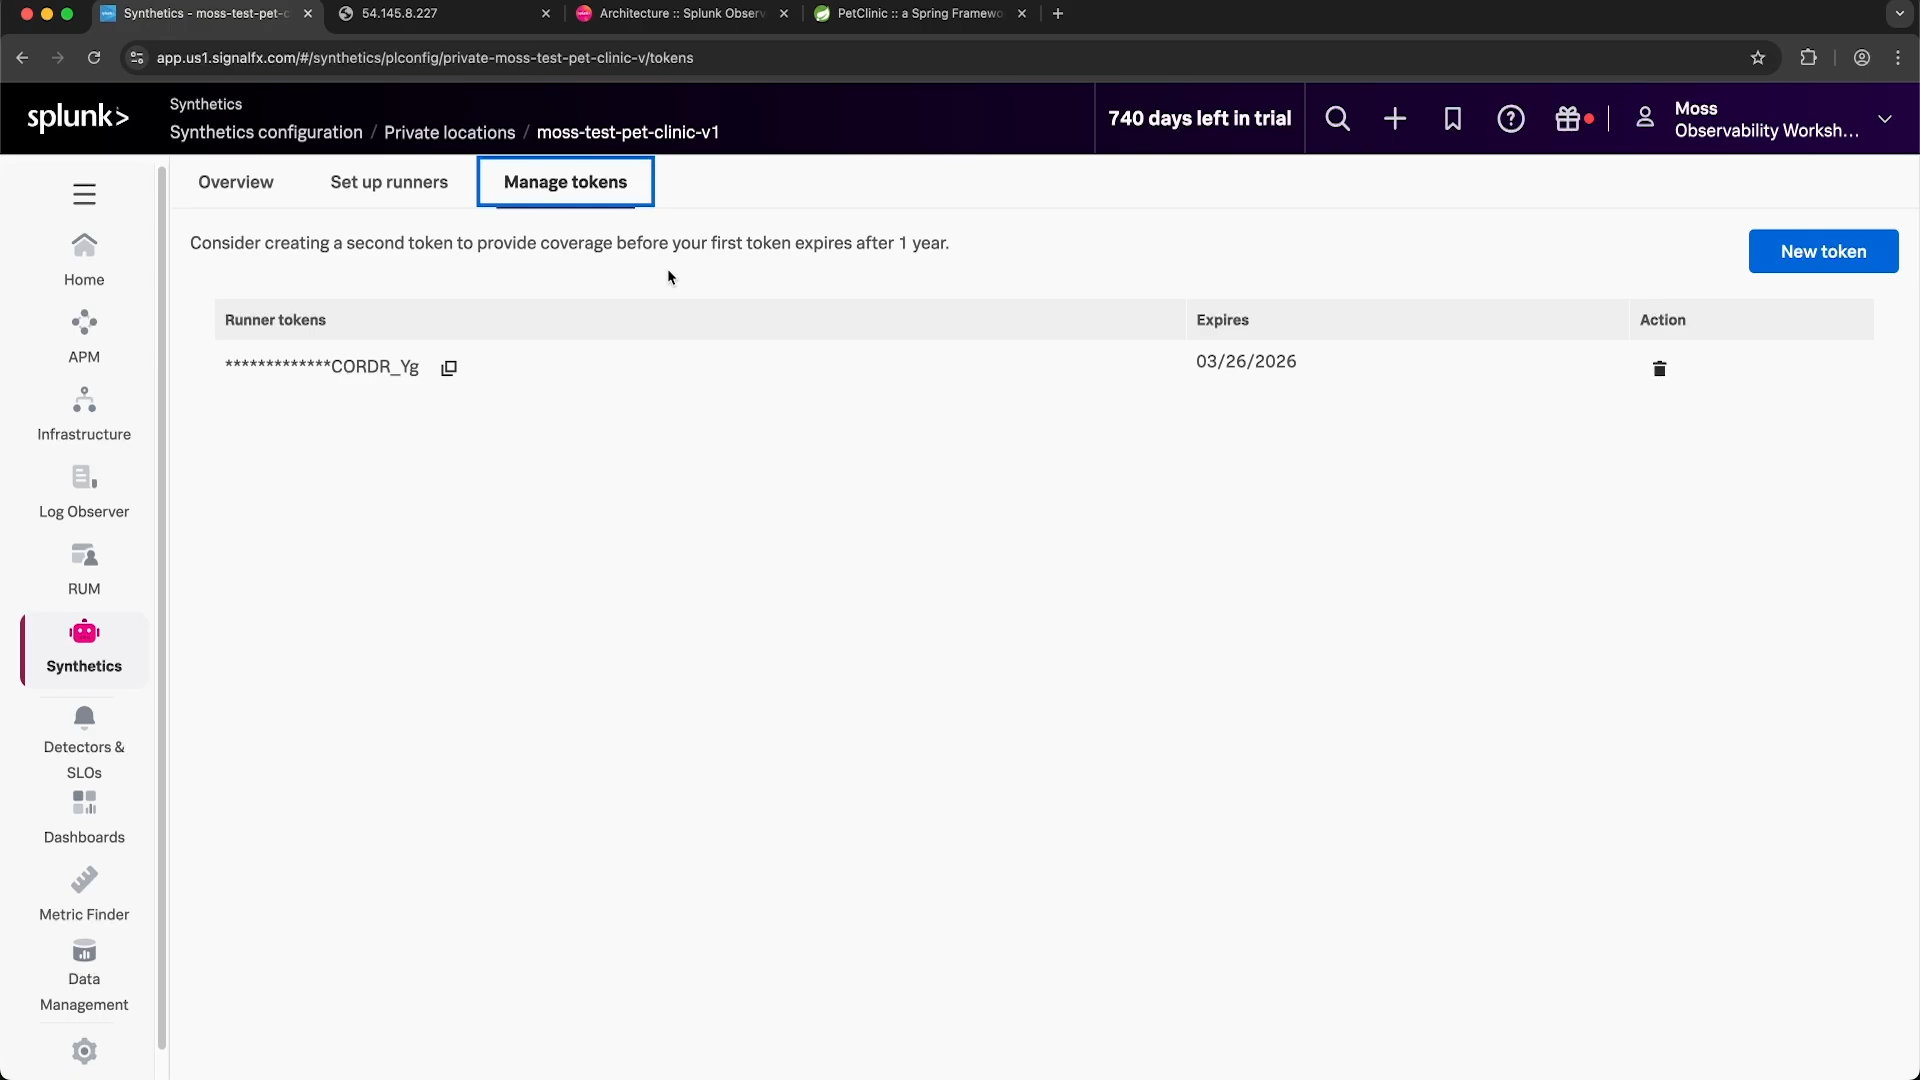 Synthetics - moss-test-pet-c
54.145.8.227
Architecture :: Splunk Observ
PetClinic :: a Spring Framewo
app.us1.signalfx.com/#/synthetics/plconfig/private-moss-test-pet-clinic-v/tokens
splunk>
Synthetics
Synthetics configuration / Private locations / moss-test-pet-clinic-v1
740 days left in trial
Moss
Observability Worksh...
Overview
Set up runners
Manage tokens
Consider creating a second token to provide coverage before your first token expires after 1 year.
New token
Runner tokens
Expires
Action
*************CORDR_Yg
03/26/2026
Home
APM
Infrastructure
Log Observer
RUM
Synthetics
Detectors &
SLOs
Dashboards
Metric Finder
Data
Management